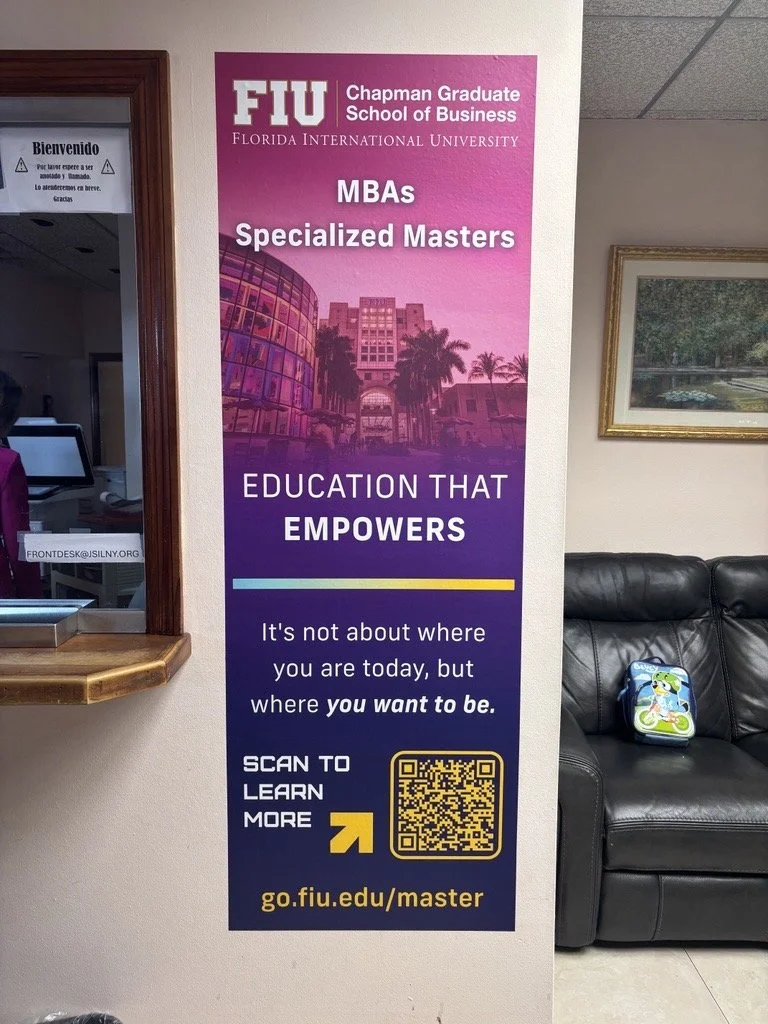 Bienvenido
Por favor espere a ser
anotado y llamado.
Lo atenderemos en breve.
Gracias
FRONTDESK@JSILNY.ORG
FIU
Chapman Graduate
School of Business
FLORIDA INTERNATIONAL UNIVERSITY
MBAs
Specialized Masters
FIU
EDUCATION THAT
EMPOWERS
It's not about where
you are today, but
where you want to be.
SCAN TO
LEARN
MORE
go.fiu.edu/master